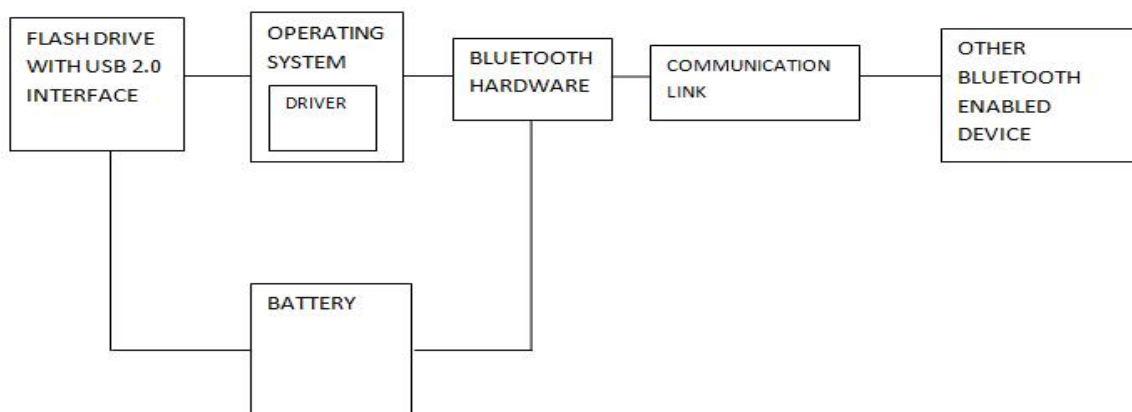 FLASH DRIVE
WITH USB 2.0
INTERFACE
OPERATING
SYSTEM
DRIVER
BLUETOOTH
HARDWARE
COMMUNICATION
LINK
OTHER
BLUETOOTH
ENABLED
DEVICE
BATTERY